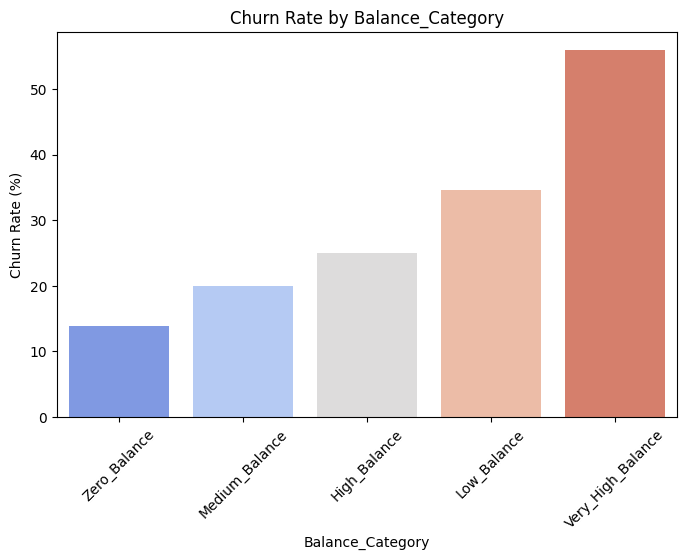 Churn Rate by Balance_Category
Churn Rate (%)
50
40
30
20
10
0
Zero_Balance
Medium_Balance
High_Balance
Low_Balance
Very_High_Balance
Balance_Category